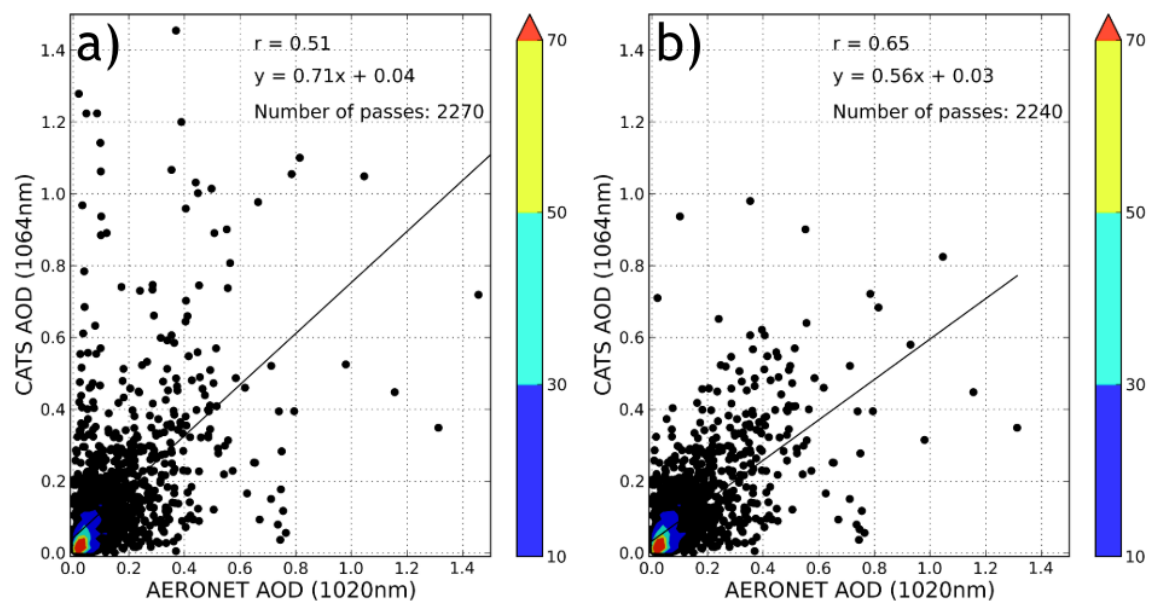 a)
r = 0.51
y = 0.71x + 0.04
Number of passes: 2270
1.4
1.2
1.0
0.8
0.6
0.4
0.2
0.0
CATS AOD (1064nm)
0.0 0.2 0.4 0.6 0.8 1.0 1.2 1.4
AERONET AOD (1020nm)
70
50
30
10
b)
r = 0.65
y = 0.56x + 0.03
Number of passes: 2240
1.4
1.2
1.0
0.8
0.6
0.4
0.2
0.0
CATS AOD (1064nm)
0.0 0.2 0.4 0.6 0.8 1.0 1.2 1.4
AERONET AOD (1020nm)
70
50
30
10